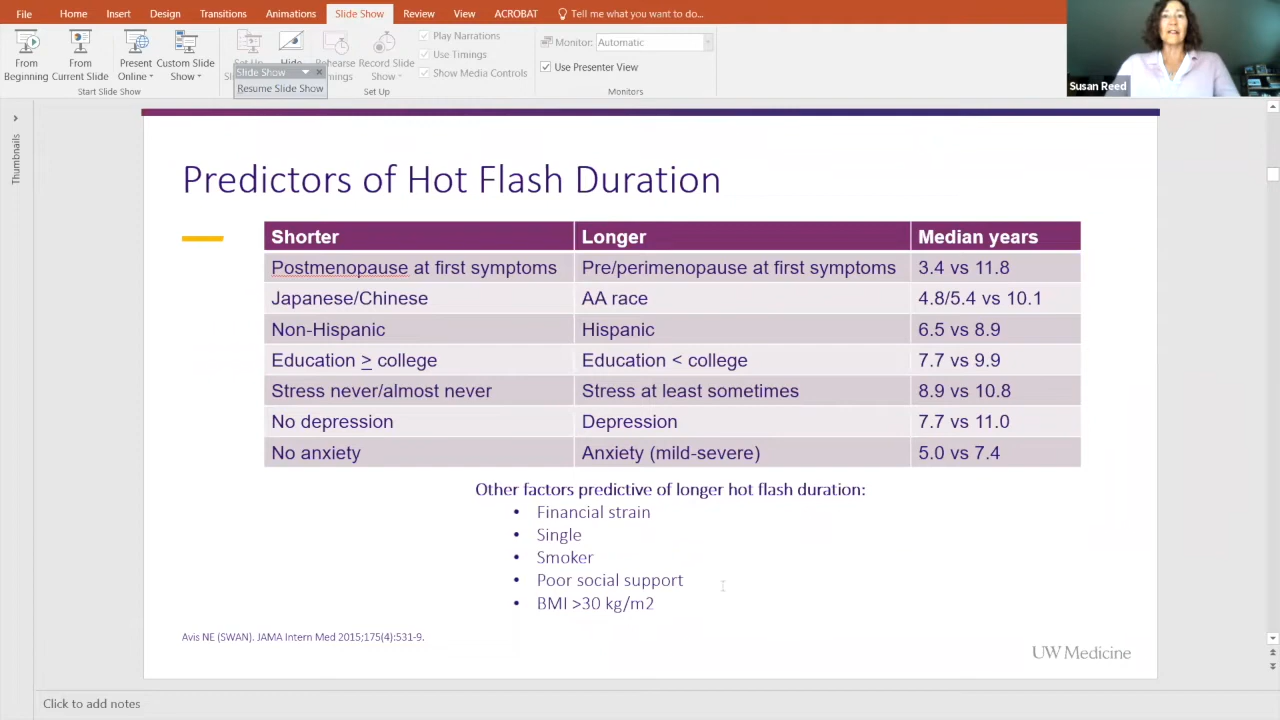 File Home Insert Design Transitions Animations Slide Show Review View ACROBAT Tell me what you want to do...
From Beginning
From Current Slide
Present Online
Custom Slide Show
Hide
Rehearse Timings
Record Slide Show
Play Narrations
Use Timings
Show Media Controls
Monitor: Automatic
Use Presenter View
Slide Show
Resume Slide Show
Start Slide Show
Set Up
Monitors
Susan Reed
Thumbnails
Predictors of Hot Flash Duration
Shorter Longer Median years
Postmenopause at first symptoms Pre/perimenopause at first symptoms 3.4 vs 11.8
Japanese/Chinese AA race 4.8/5.4 vs 10.1
Non-Hispanic Hispanic 6.5 vs 8.9
Education ≥ college Education < college 7.7 vs 9.9
Stress never/almost never Stress at least sometimes 8.9 vs 10.8
No depression Depression 7.7 vs 11.0
No anxiety Anxiety (mild-severe) 5.0 vs 7.4
Other factors predictive of longer hot flash duration:
• Financial strain
• Single
• Smoker
• Poor social support
• BMI >30 kg/m2
Avis NE (SWAN). JAMA Intern Med 2015;175(4):531-9.
UW Medicine
Click to add notes